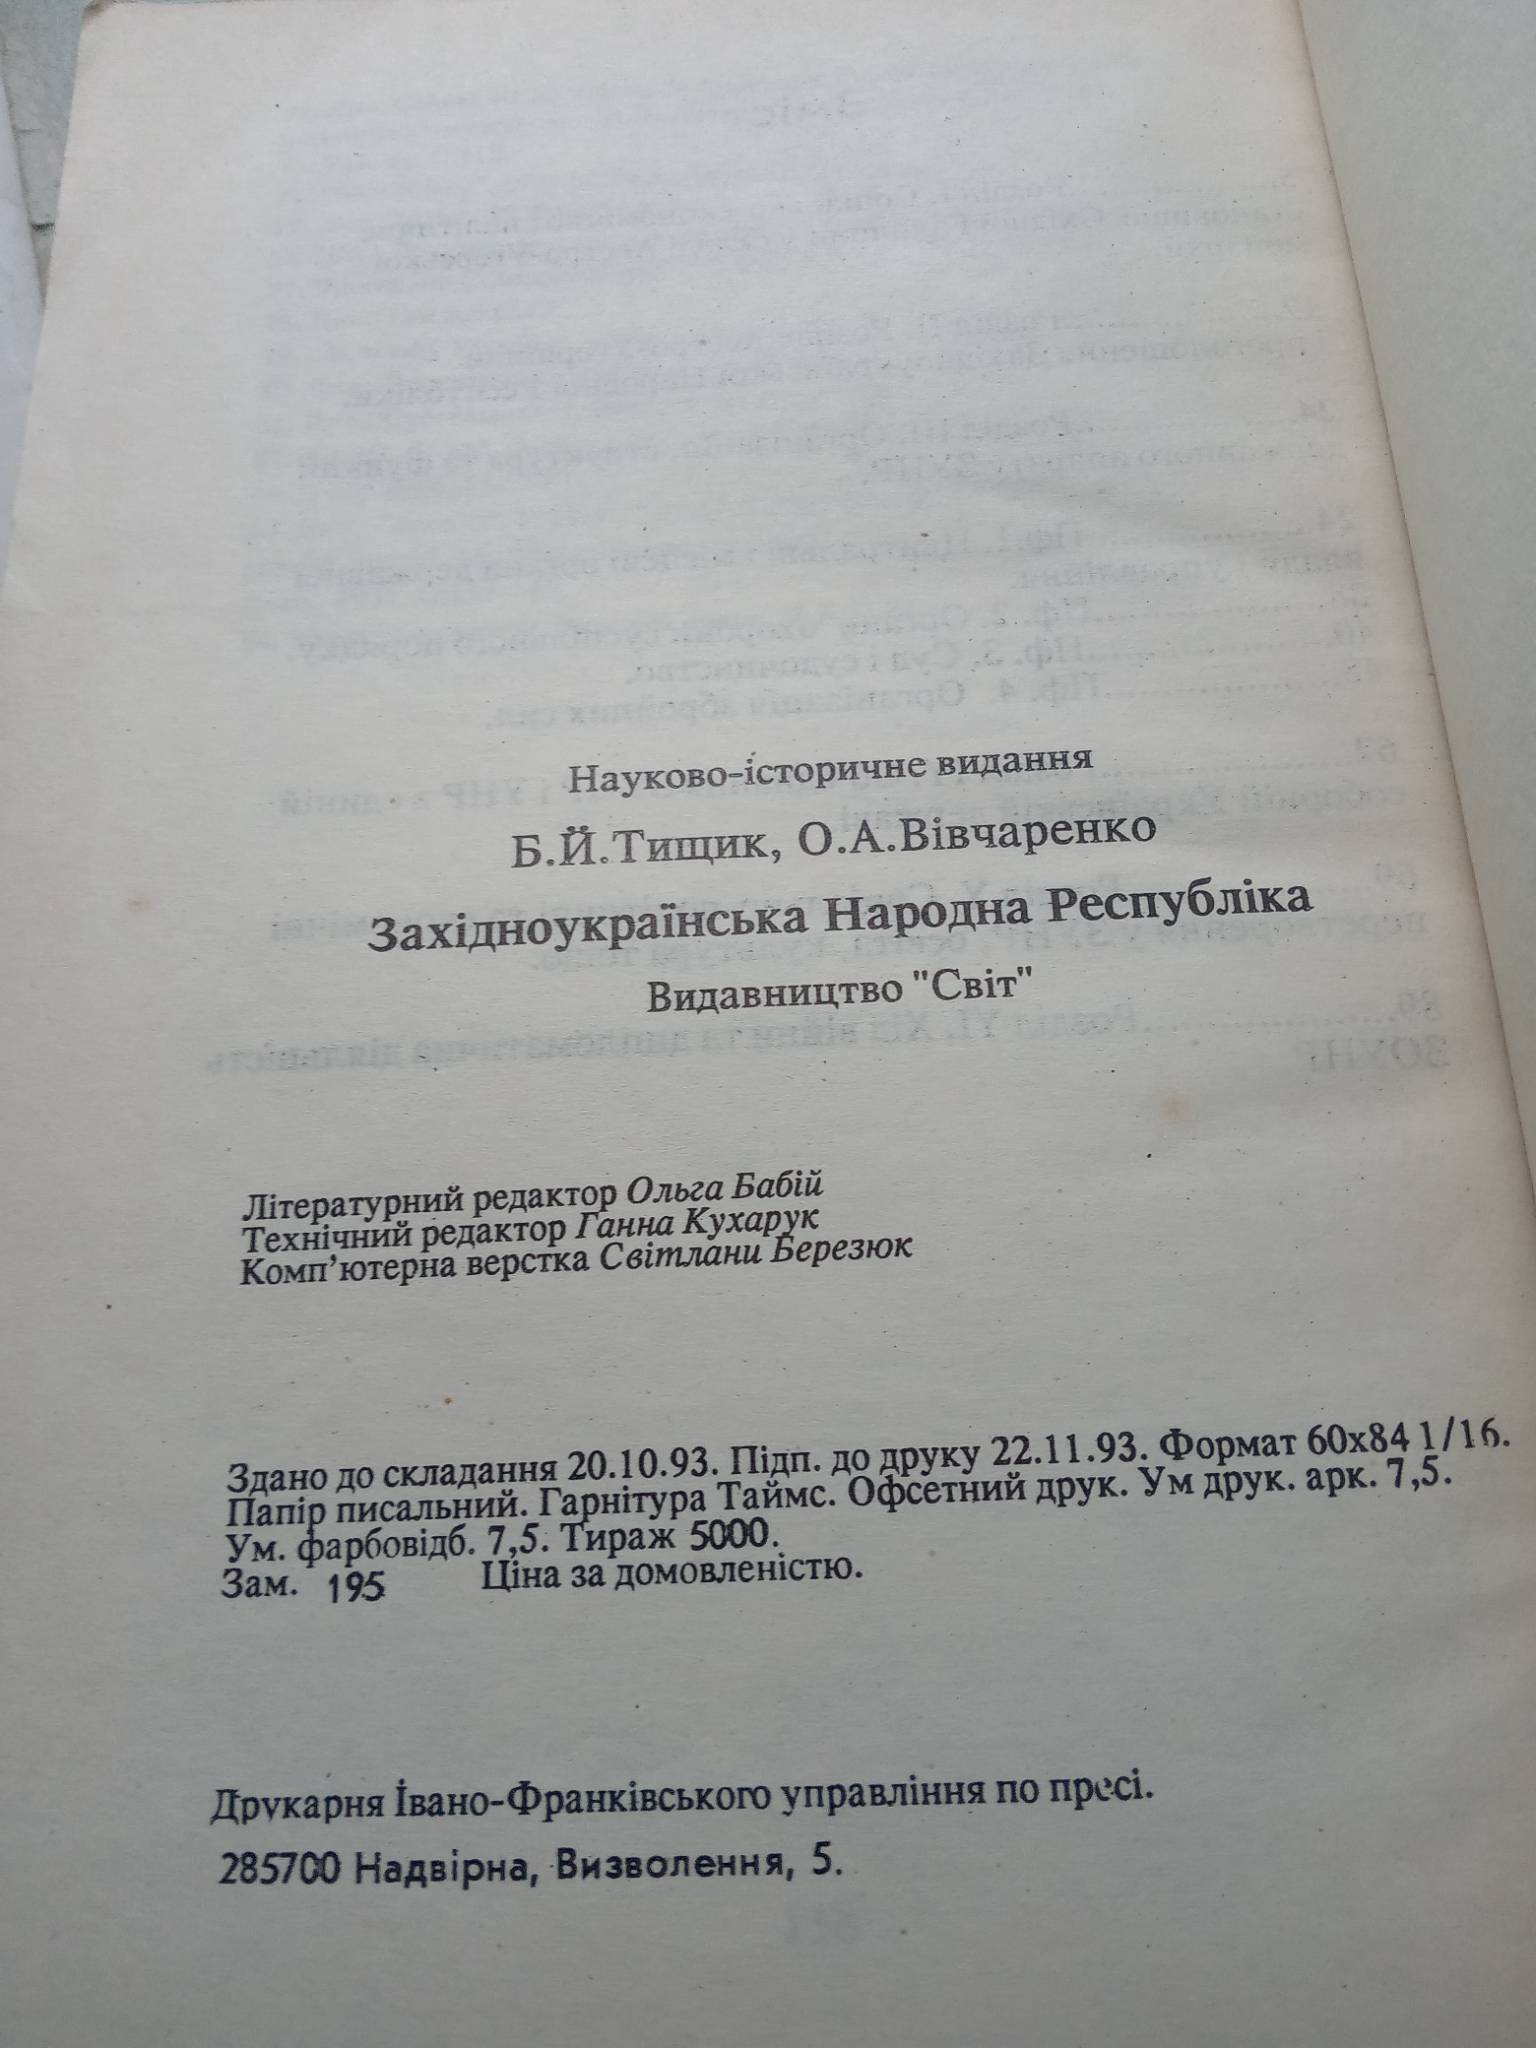 Науково-історичне видання
Б.Й.Тищик, О.А.Вівчаренко
Західноукраїнська Народна Республіка
Видавництво "Світ"
Літературний редактор Ольга Бабій
Технічний редактор Ганна Кухарук
Комп’ютерна верстка Світлани Березюк
Здано до складання 20.10.93. Підп. до друку 22.11.93. Формат 60х84 1/16.
Папір писальний. Гарнітура Таймс. Офсетний друк. Ум друк. арк. 7,5.
Ум. фарбовідб. 7,5. Тираж 5000.
Зам. 195 Ціна за домовленістю.
Друкарня Івано-Франківського управління по пресі.
285700 Надвірна, Визволення, 5.